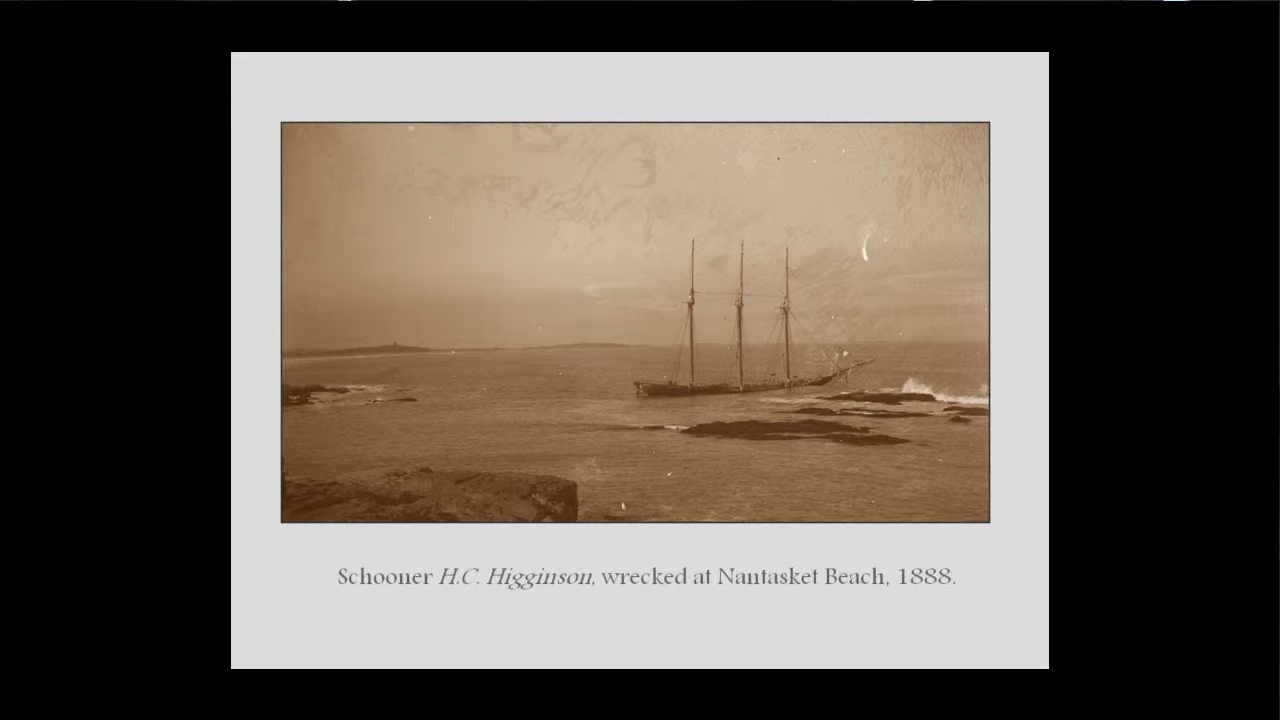 Schooner H.C. Higginson, wrecked at Nantasket Beach, 1888.